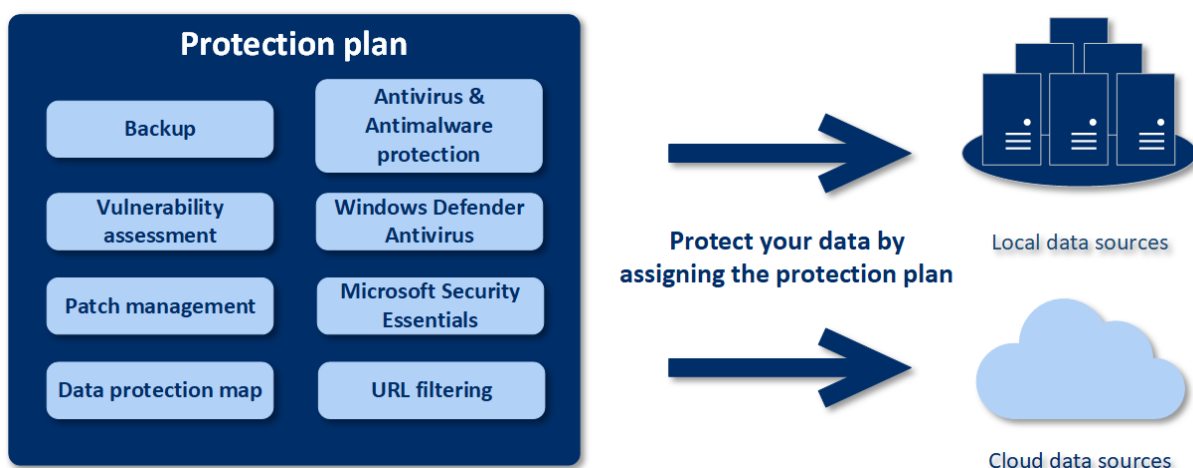 Protection plan
Backup
Antivirus &
Antimalware
protection
Vulnerability
assessment
Windows Defender
Antivirus
Patch management
Microsoft Security
Essentials
Data protection map
URL filtering
Protect your data by
assigning the protection plan
Local data sources
Cloud data sources